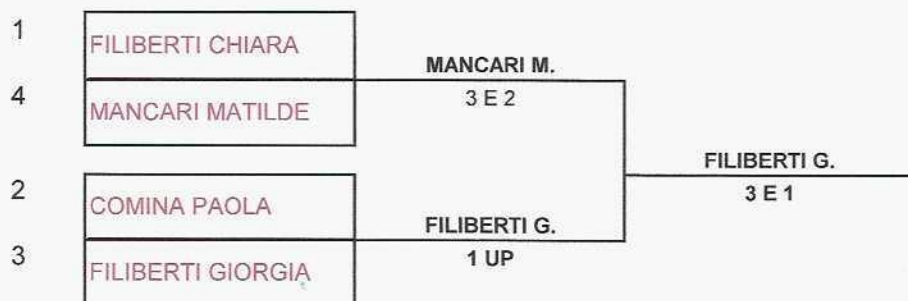 1
FILIBERTI CHIARA
MANCARI M.
3 E 2
4
MANCARI MATILDE
FILIBERTI G.
3 E 1
2
COMINA PAOLA
FILIBERTI G.
1 UP
3
FILIBERTI GIORGIA